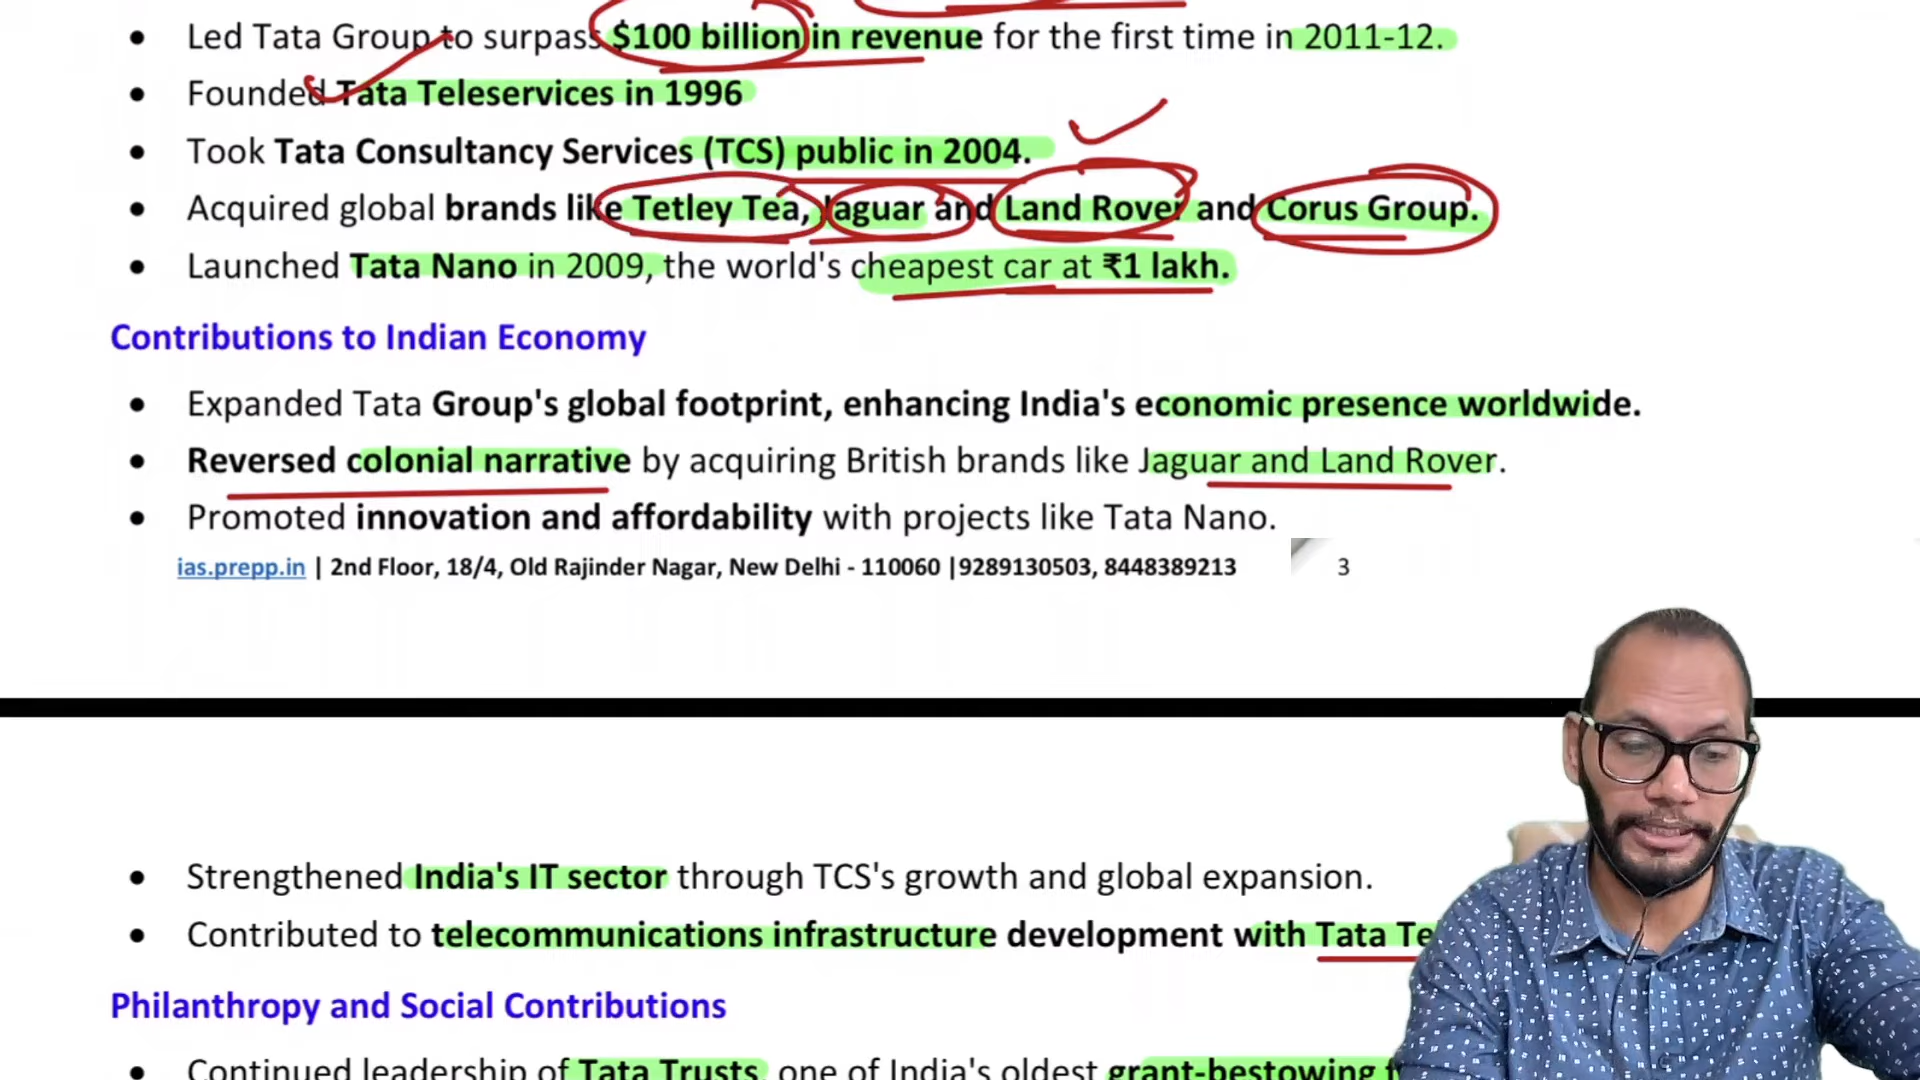 • Led Tata Group to surpass $100 billion in revenue for the first time in 2011-12.
• Founded Tata Teleservices in 1996
• Took Tata Consultancy Services (TCS) public in 2004.
• Acquired global brands like Tetley Tea, Jaguar and Land Rover and Corus Group.
• Launched Tata Nano in 2009, the world's cheapest car at ₹1 lakh.
Contributions to Indian Economy
• Expanded Tata Group's global footprint, enhancing India's economic presence worldwide.
• Reversed colonial narrative by acquiring British brands like Jaguar and Land Rover.
• Promoted innovation and affordability with projects like Tata Nano.
ias.prepp.in | 2nd Floor, 18/4, Old Rajinder Nagar, New Delhi - 110060 |9289130503, 8448389213 3
• Strengthened India's IT sector through TCS's growth and global expansion.
• Contributed to telecommunications infrastructure development with Tata
Philanthropy and Social Contributions
• Continued leadership of Tata Trusts, one of India's oldest grant-bestowing